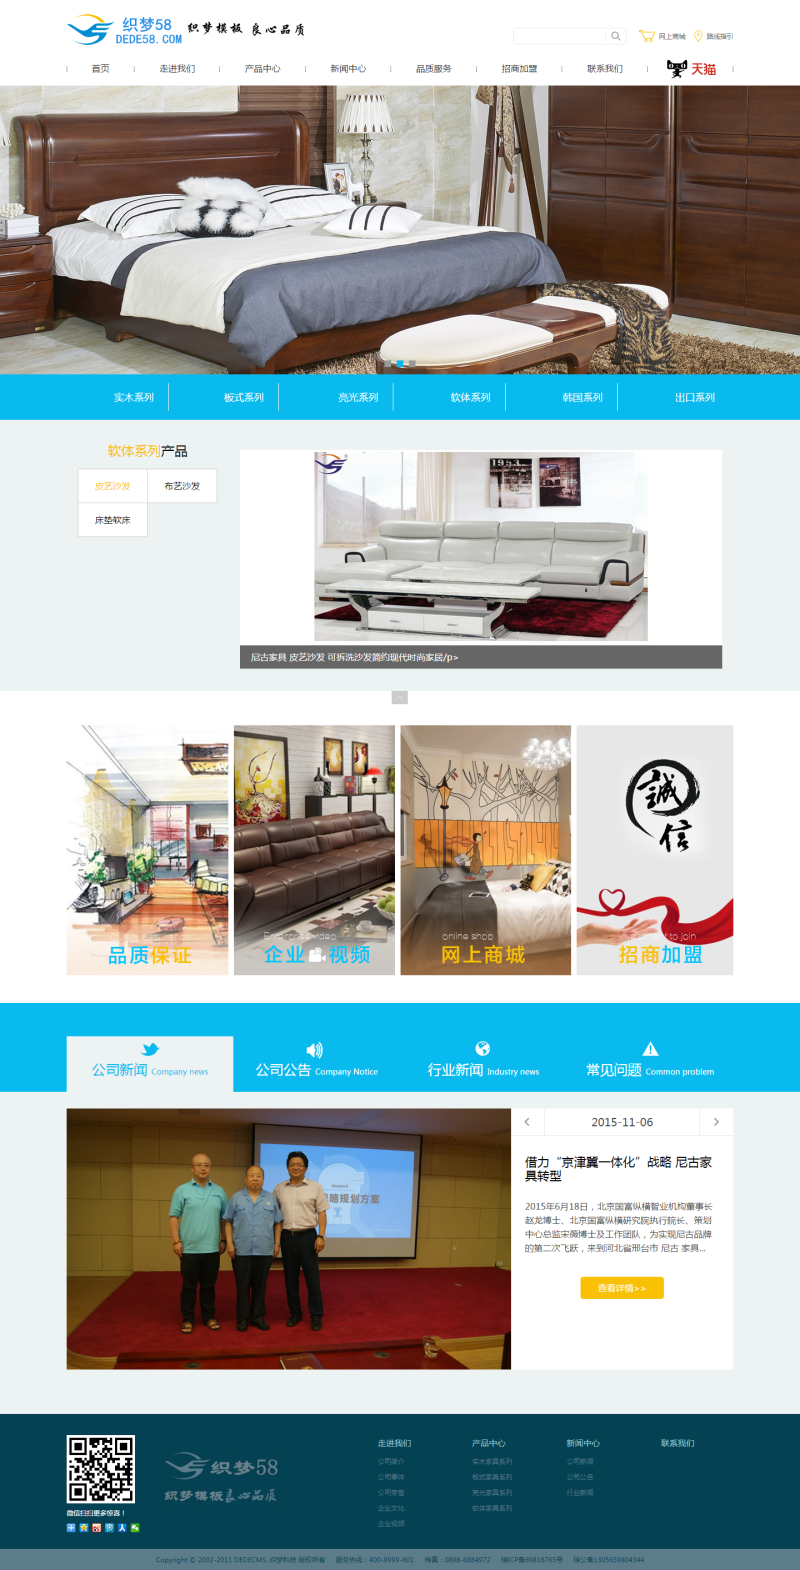 织梦58
DEDE58.COM
织梦模板 良心品质
网上商城 路线指引
首页 走进我们 产品中心 新闻中心 品质服务 招商加盟 联系我们 天猫
实木系列 板式系列 亮光系列 软体系列 韩国系列 出口系列
软体系列产品
皮艺沙发 布艺沙发
床垫软床
1953
尼古家具 皮艺沙发 可拆洗沙发简约现代时尚家居/p>
誠信
Enterprise video
online shop
品质保证 企业视频 网上商城 招商加盟
公司新闻 Company news
公司公告 Company Notice
行业新闻 Industry news
常见问题 Common problem
规划方案
2015-11-06
借力“京津冀一体化”战略 尼古家
具转型
2015年6月18日，北京国富纵横智业机构董事长
赵龙博士、北京国富纵横研究院执行院长、策划
中心总监宋薇博士及工作团队，为实现尼古品牌
的第二次飞跃，来到河北省邢台市 尼古 家具...
查看详情>>
微信扫扫更多惊喜！
织梦58
织梦模板良心品质
走进我们
公司简介
公司事件
公司荣誉
企业文化
企业视频
产品中心
实木家具系列
板式家具系列
亮光家具系列
软体家具系列
新闻中心
公司新闻
公司公告
行业新闻
联系我们
Copyright © 2002-2011 DEDECMS. 织梦科技 版权所有 服务热线：400-9999-601 传真：0898-6884972 琼ICP备69816765号 琼公备1305659804344